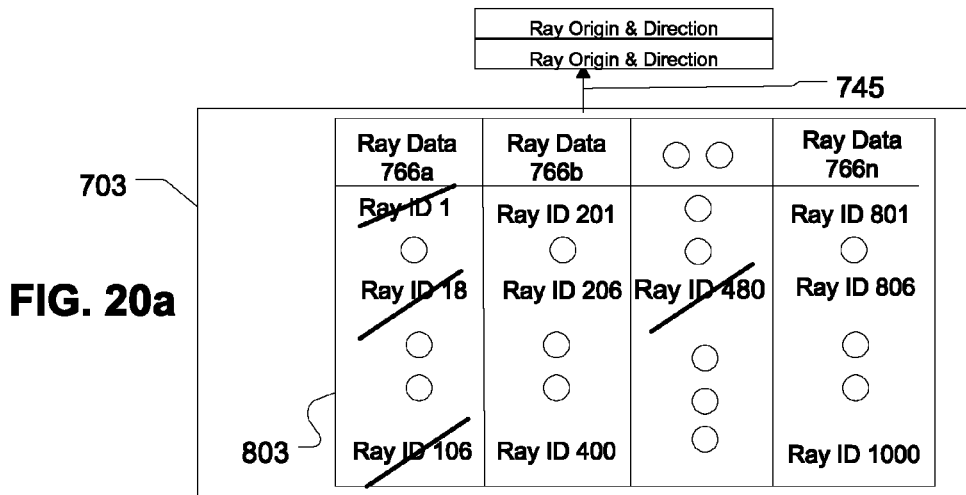 Ray Origin & Direction
Ray Origin & Direction
745
703
Ray Data 766a
Ray Data 766b
Ray Data 766n
Ray ID 1
Ray ID 201
Ray ID 801
FIG. 20a
Ray ID 18
Ray ID 206
Ray ID 480
Ray ID 806
803
Ray ID 106
Ray ID 400
Ray ID 1000